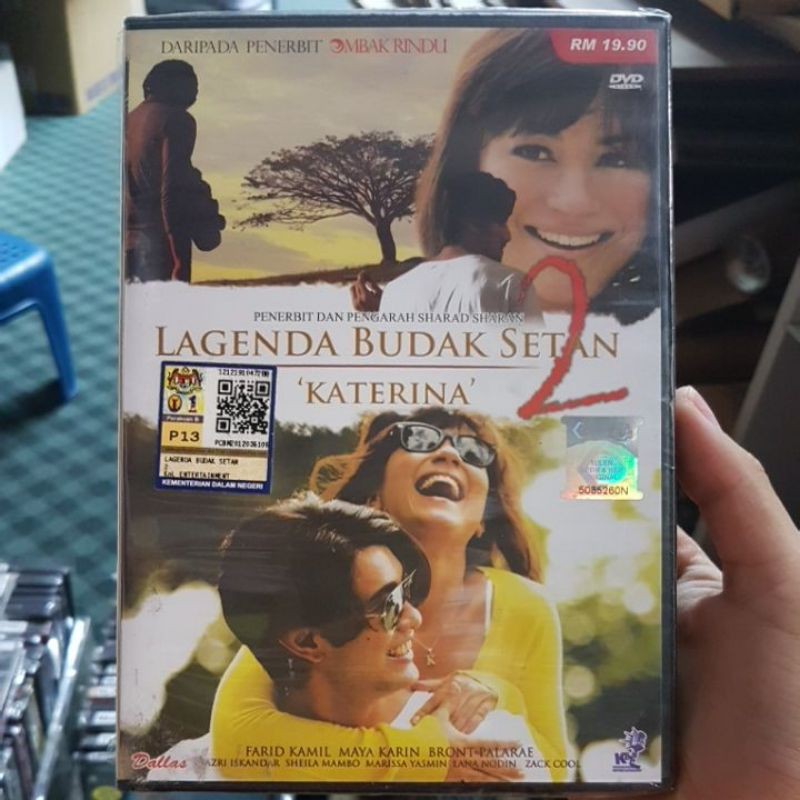 DARIPADA PENERBIT OMBAK RINDU
RM 19.90
DVD
PENERBIT DAN PENGARAH SHARAD SHARAN
LAGENDA BUDAK SETAN 2
'KATERINA'
P13
LAGENDA BUDAK SETAN
ENTERTAINMENT
KEMENTERIAN DALAM NEGERI
5085260N
K
FARID KAMIL MAYA KARIN BRONT PALARAE
AZRI ISKANDAR SHEILA MAMBO MARISSA YASMIN LANA NODIN ZACK COOL
Dallas